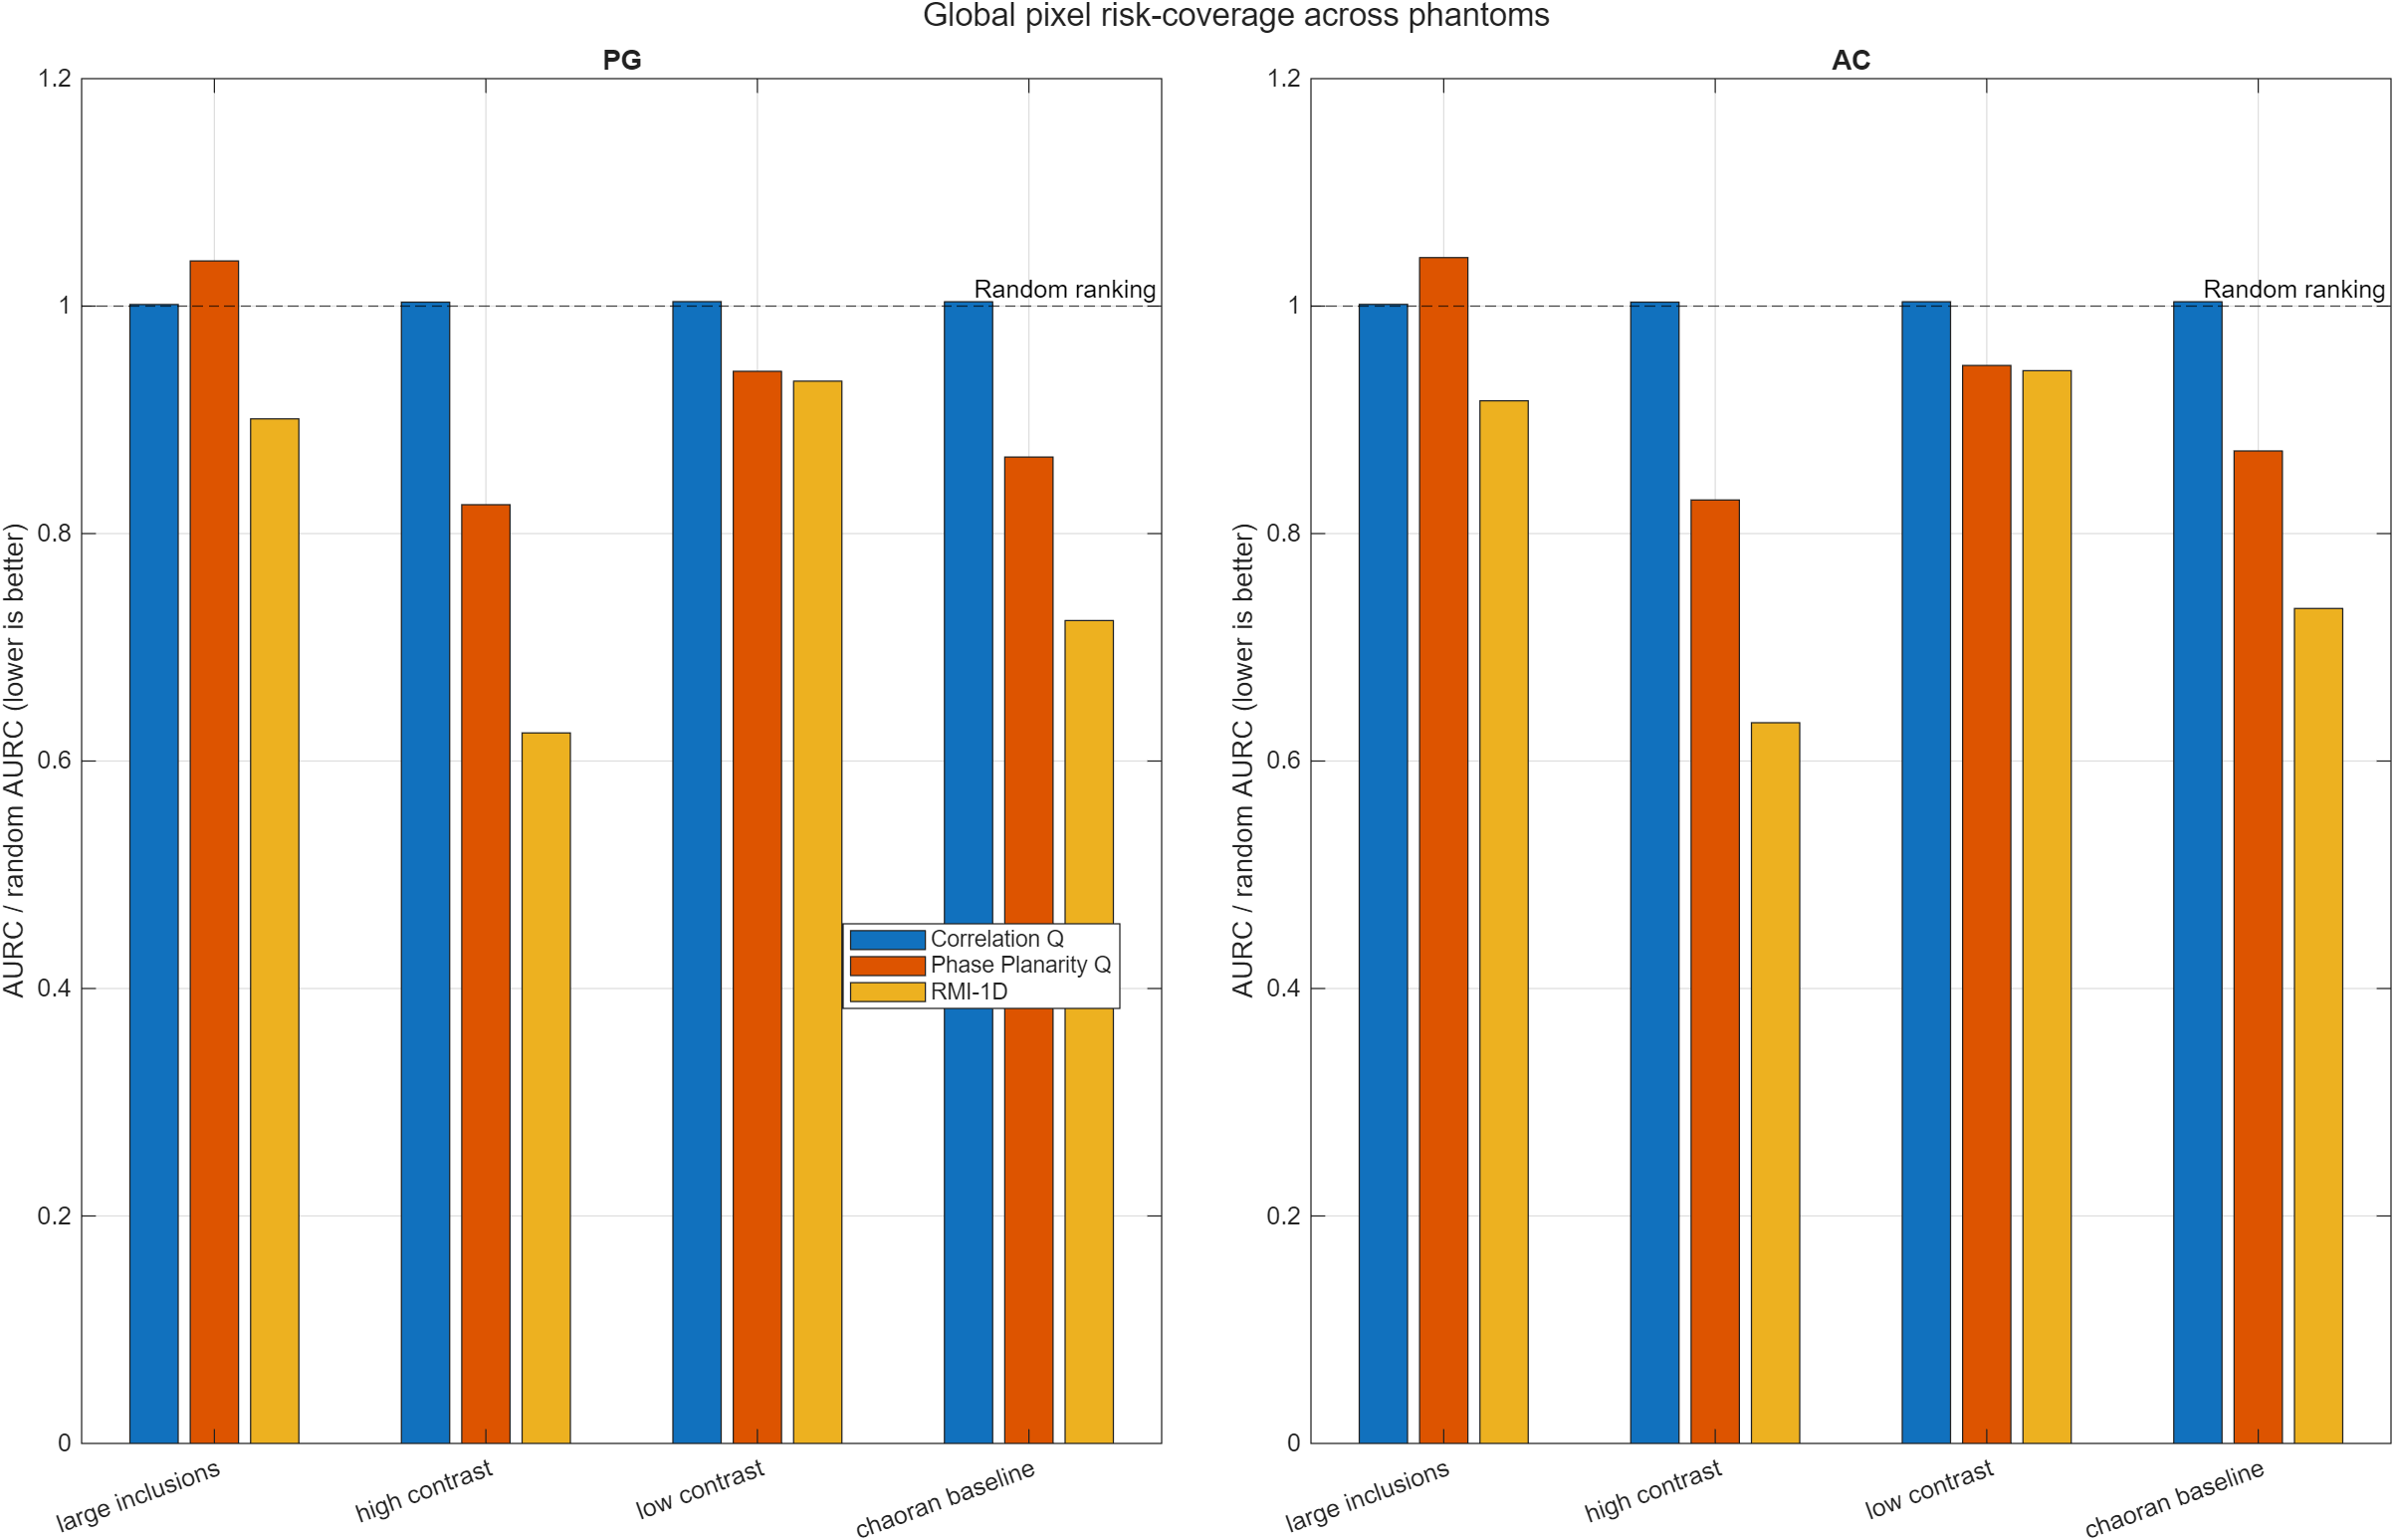 Global pixel risk-coverage across phantoms
PG
AURC / random AURC (lower is better)
1.2
1
0.8
0.6
0.4
0.2
0
Random ranking
Correlation Q
Phase Planarity Q
RMI-1D
large inclusions
high contrast
low contrast
chaoran baseline
AC
AURC / random AURC (lower is better)
1.2
1
0.8
0.6
0.4
0.2
0
Random ranking
large inclusions
high contrast
low contrast
chaoran baseline